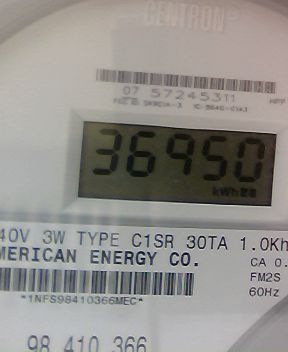 CENTRON
07 57245311
36950
kWh
40V 3W TYPE C1SR 30TA 1.0Kh
MERICAN ENERGY CO.
CA 0.
FM2S
60Hz
*1NFS98410366MEC*
98 410 366